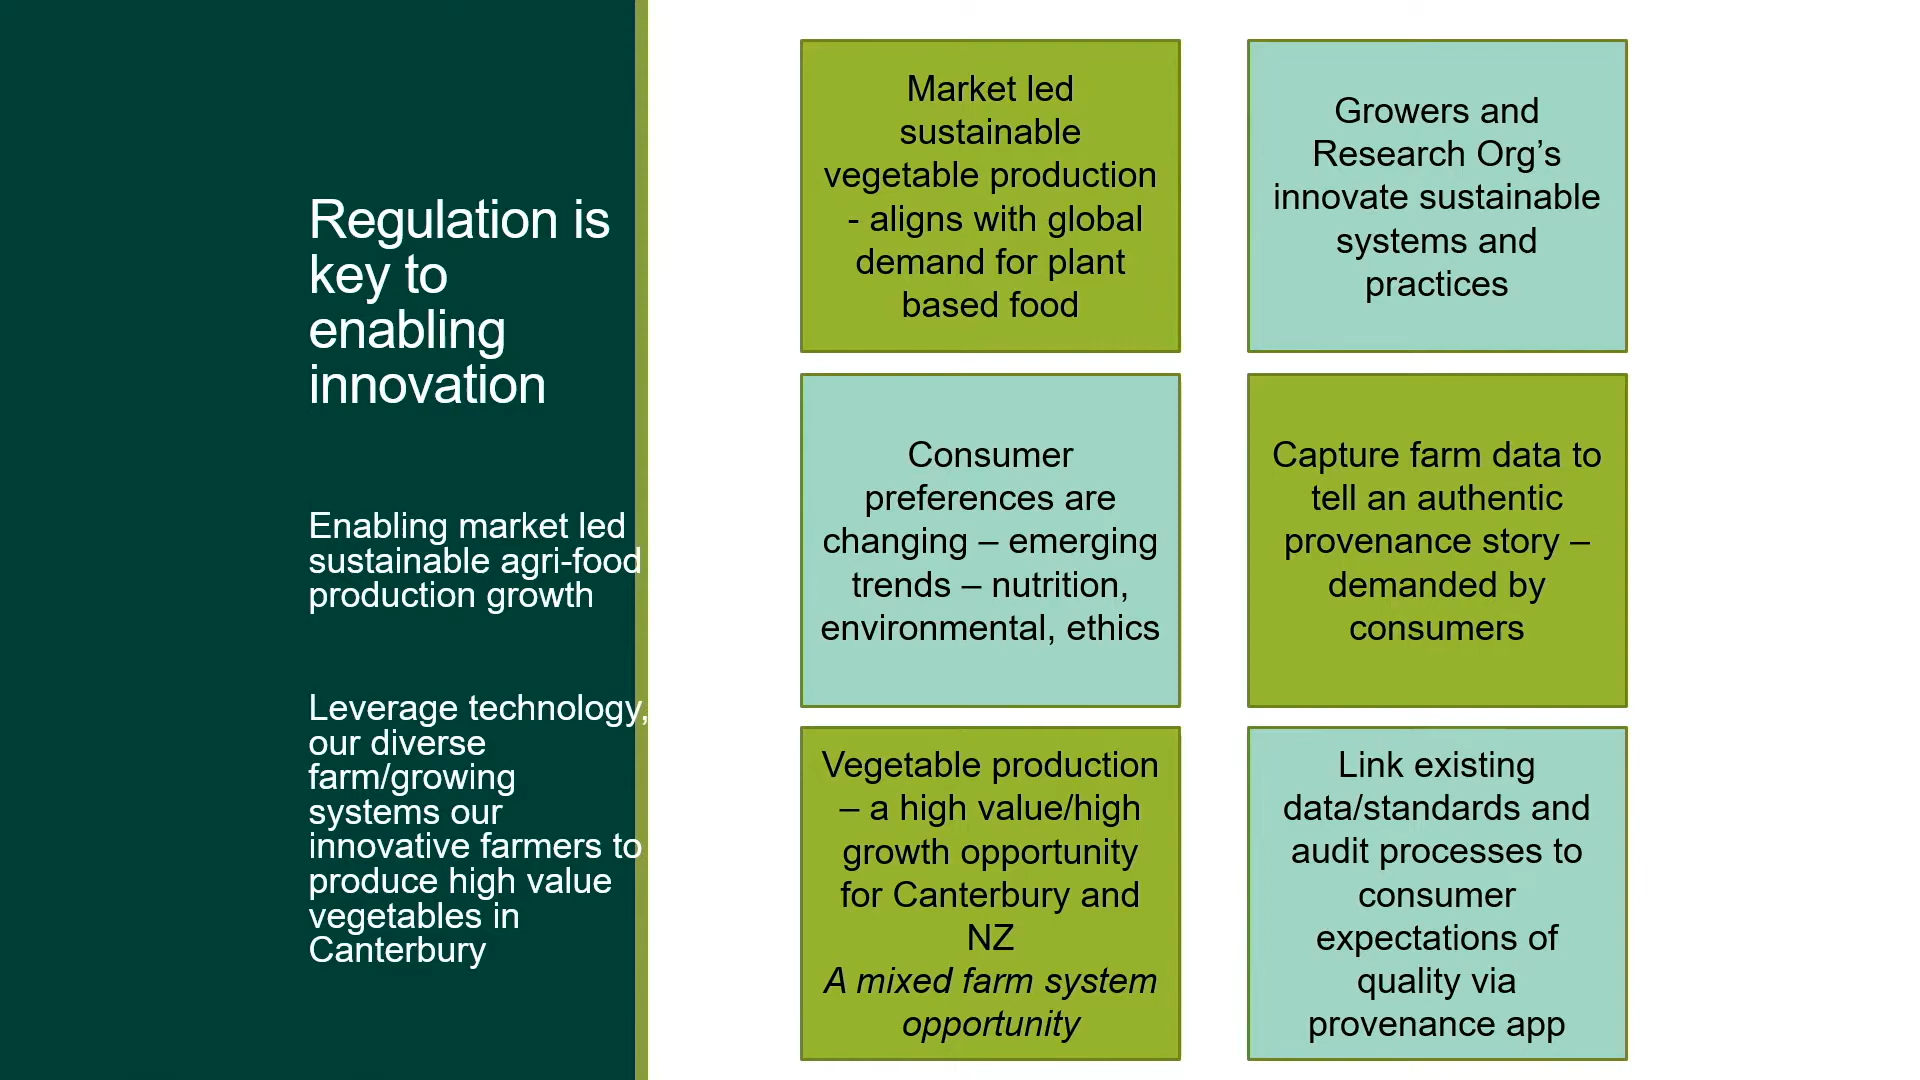 Regulation is
key to
enabling
innovation
Enabling market led
sustainable agri-food
production growth
Leverage technology,
our diverse
farm/growing
systems our
innovative farmers to
produce high value
vegetables in
Canterbury
Market led
sustainable
vegetable production
- aligns with global
demand for plant
based food
Growers and
Research Org’s
innovate sustainable
systems and
practices
Consumer
preferences are
changing – emerging
trends – nutrition,
environmental, ethics
Capture farm data to
tell an authentic
provenance story –
demanded by
consumers
Vegetable production
– a high value/high
growth opportunity
for Canterbury and
NZ
A mixed farm system
opportunity
Link existing
data/standards and
audit processes to
consumer
expectations of
quality via
provenance app